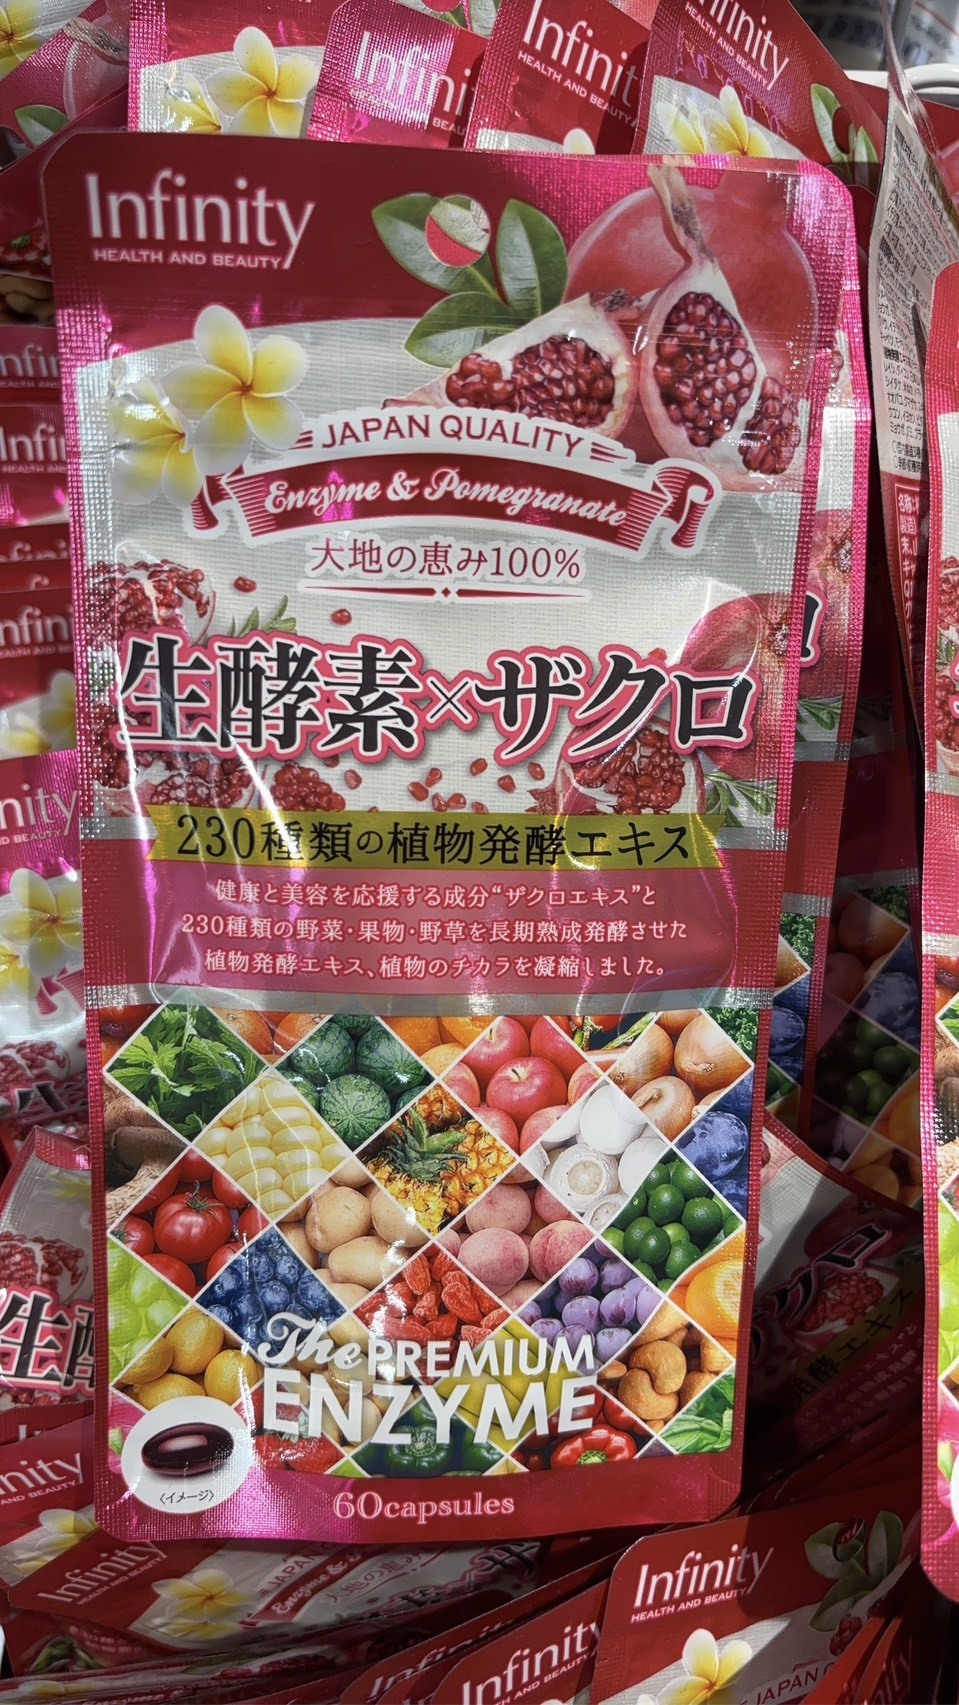 Infinity
HEALTH AND BEAUTY
JAPAN QUALITY
Enzyme & Pomegranate
大地の恵み100%
生酵素×ザクロ
230種類の植物発酵エキス
健康と美容を応援する成分“ザクロエキス”と
230種類の野菜・果物・野草を長期熟成発酵させた
植物発酵エキス、植物のチカラを凝縮しました。
The PREMIUM
ENZYME
〈イメージ〉
60capsules
Infinity
HEALTH AND BEAUTY